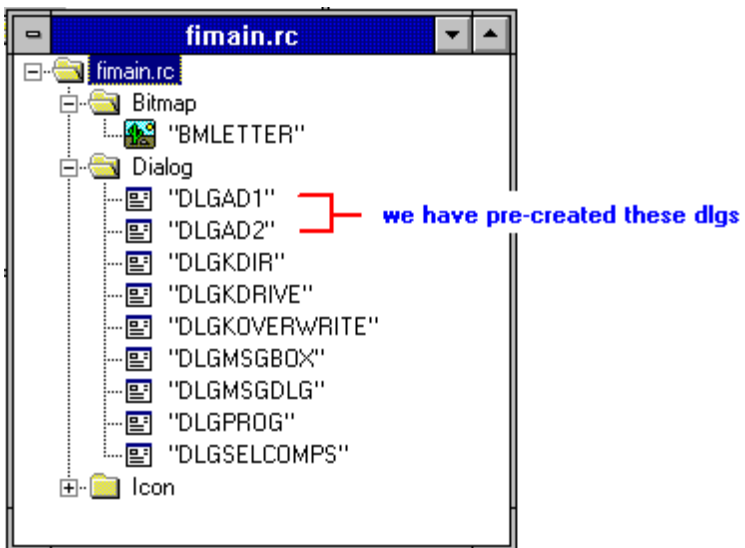 fimain.rc
fimain.rc
Bitmap
"BMLETTER"
Dialog
"DLGAD1"
"DLGAD2"
we have pre-created these dlgs
"DLGKDIR"
"DLGKDRIVE"
"DLGKOVERWRITE"
"DLGMSGBOX"
"DLGMSGDLG"
"DLGPROG"
"DLGSELCOMPS"
Icon